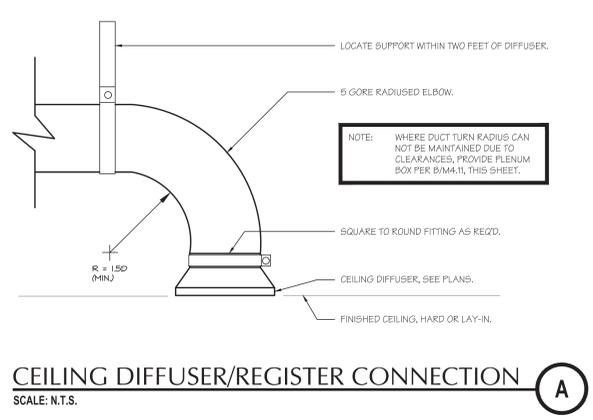 LOCATE SUPPORT WITHIN TWO FEET OF DIFFUSER.
5 GORE RADIUSED ELBOW.
NOTE: WHERE DUCT TURN RADIUS CAN
NOT BE MAINTAINED DUE TO
CLEARANCES, PROVIDE PLENUM
BOX PER B/M4.11, THIS SHEET.
SQUARE TO ROUND FITTING AS REQ'D.
R = 1.5D
(MIN.)
CEILING DIFFUSER, SEE PLANS.
FINISHED CEILING, HARD OR LAY-IN.
CEILING DIFFUSER/REGISTER CONNECTION
A
SCALE: N.T.S.